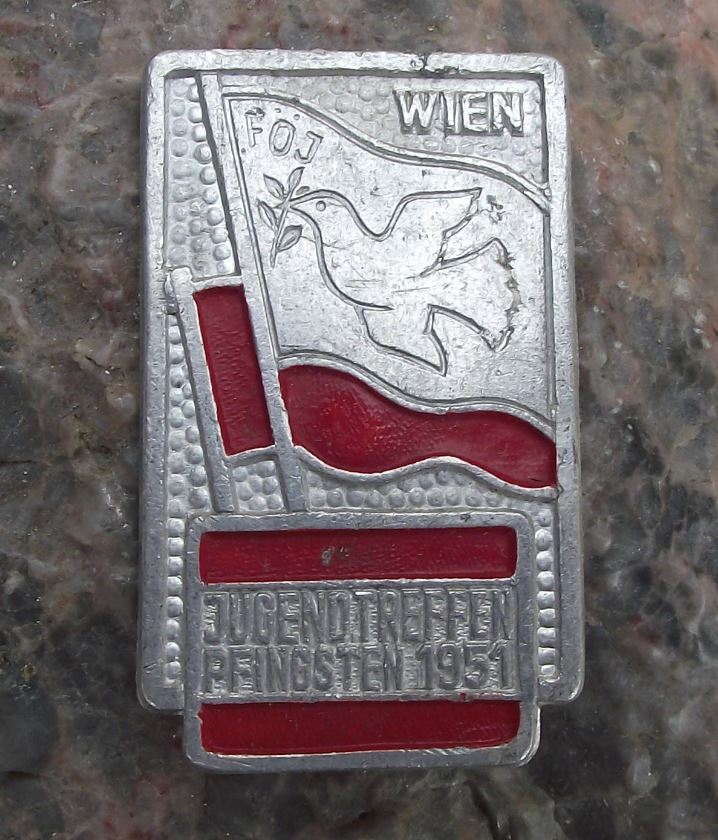 WIEN
FÖJ
JUGENDTREFFEN
PFINGSTEN 1951